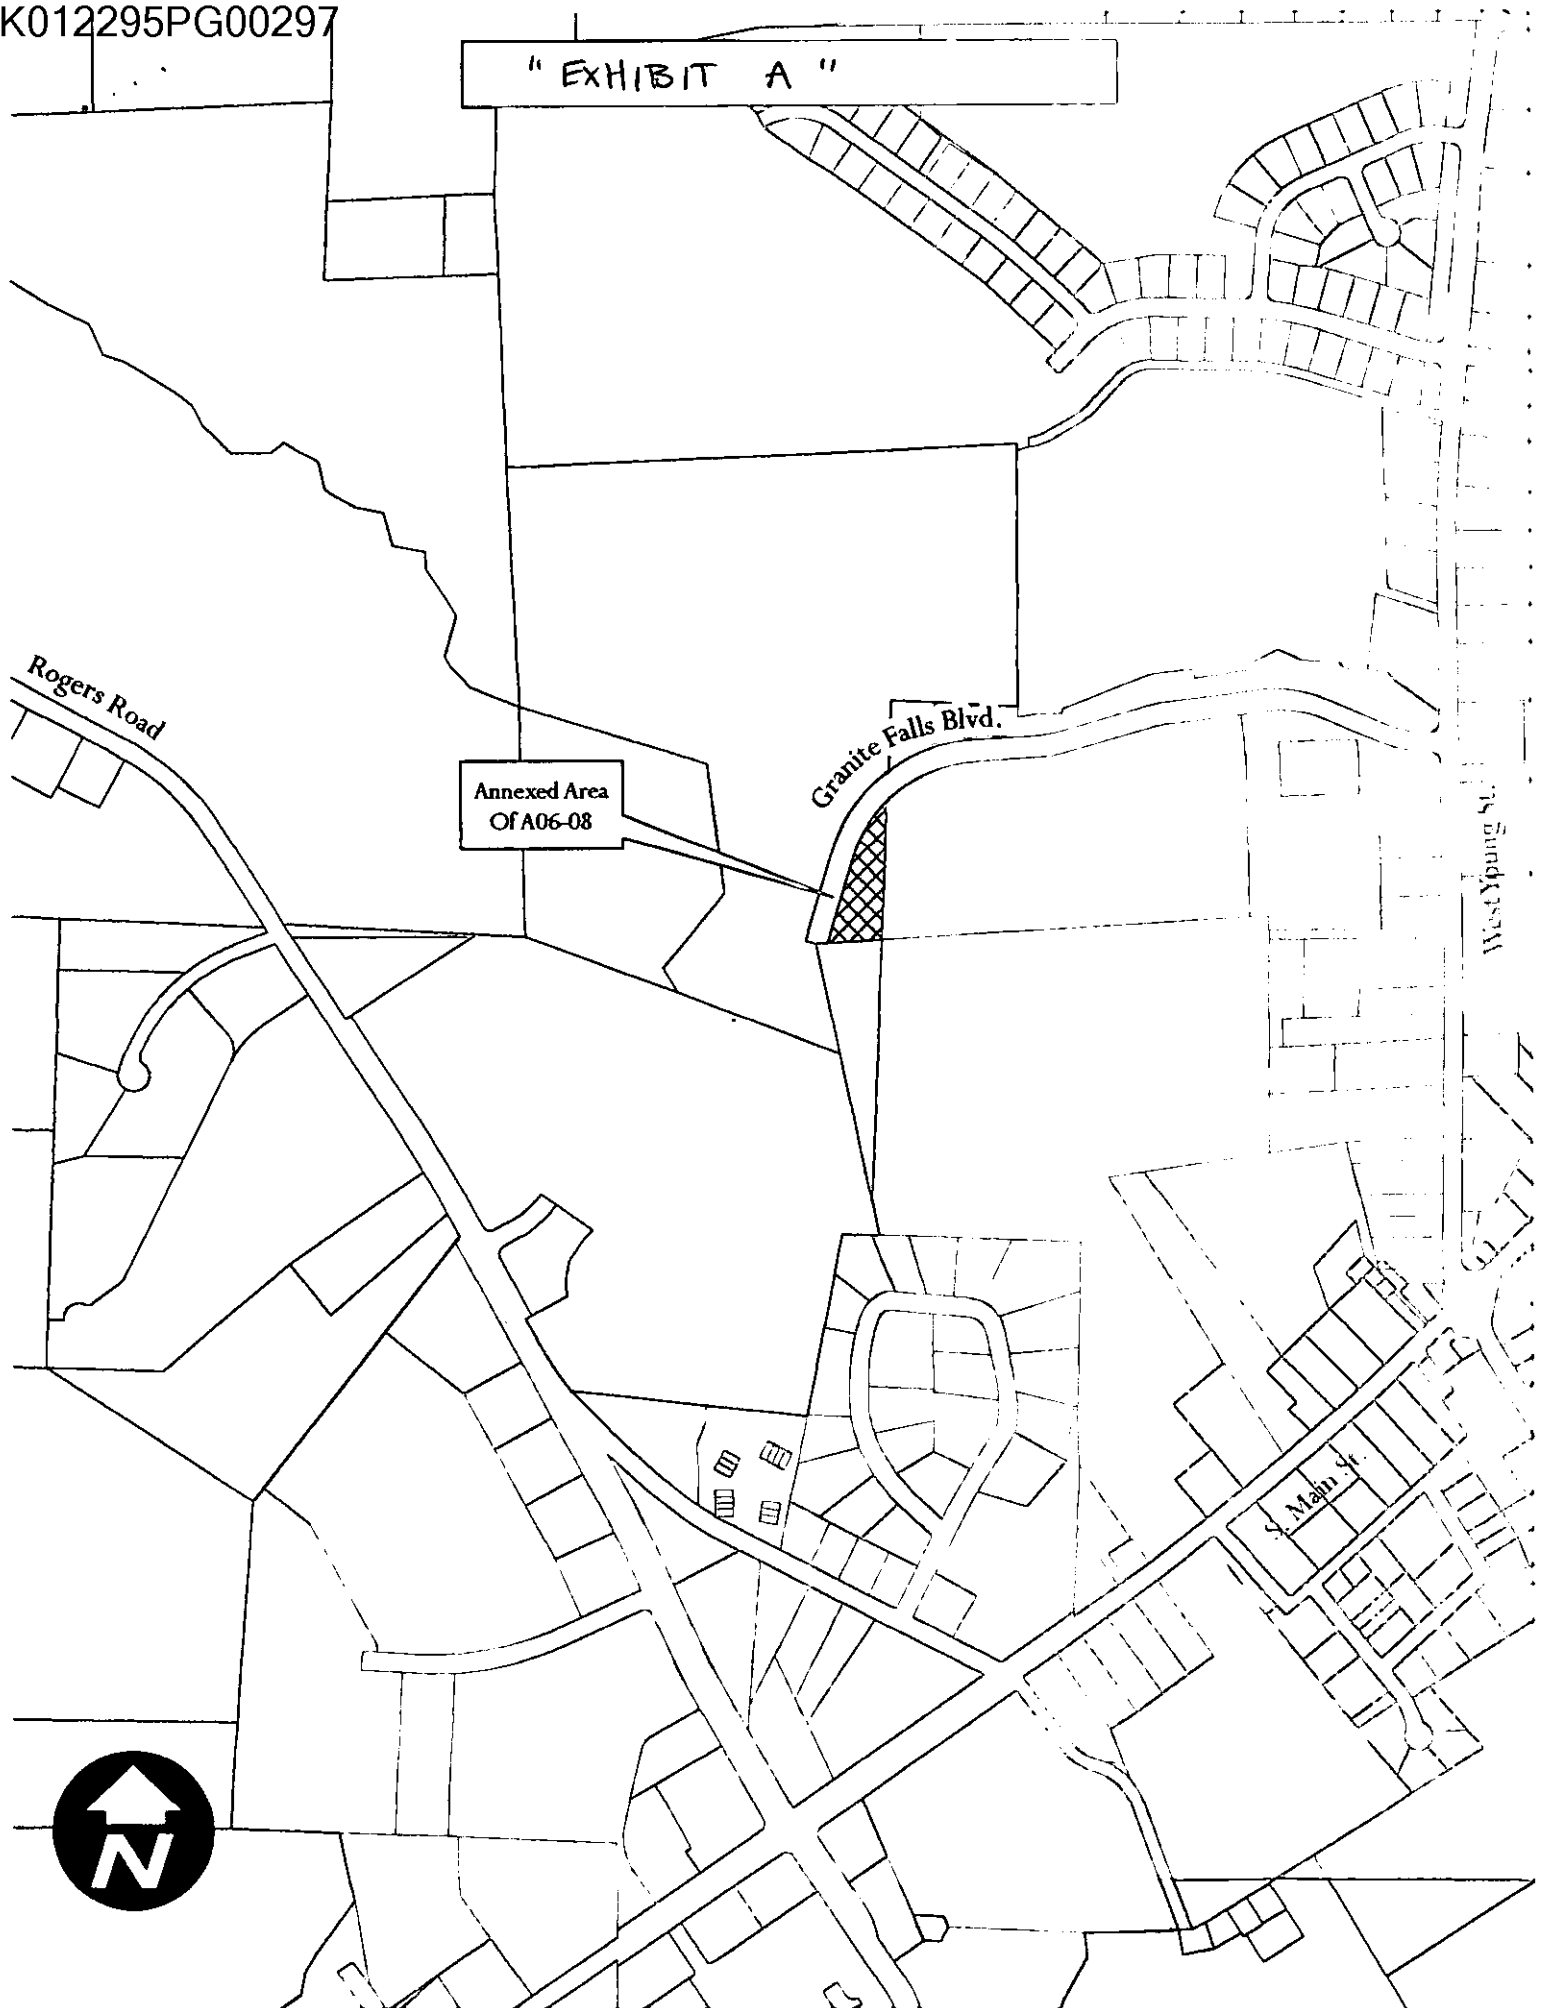 K012295PG00297
" EXHIBIT A "
Rogers Road
Granite Falls Blvd.
Annexed Area
Of A06-08
West Young St.
S. Main St.
N